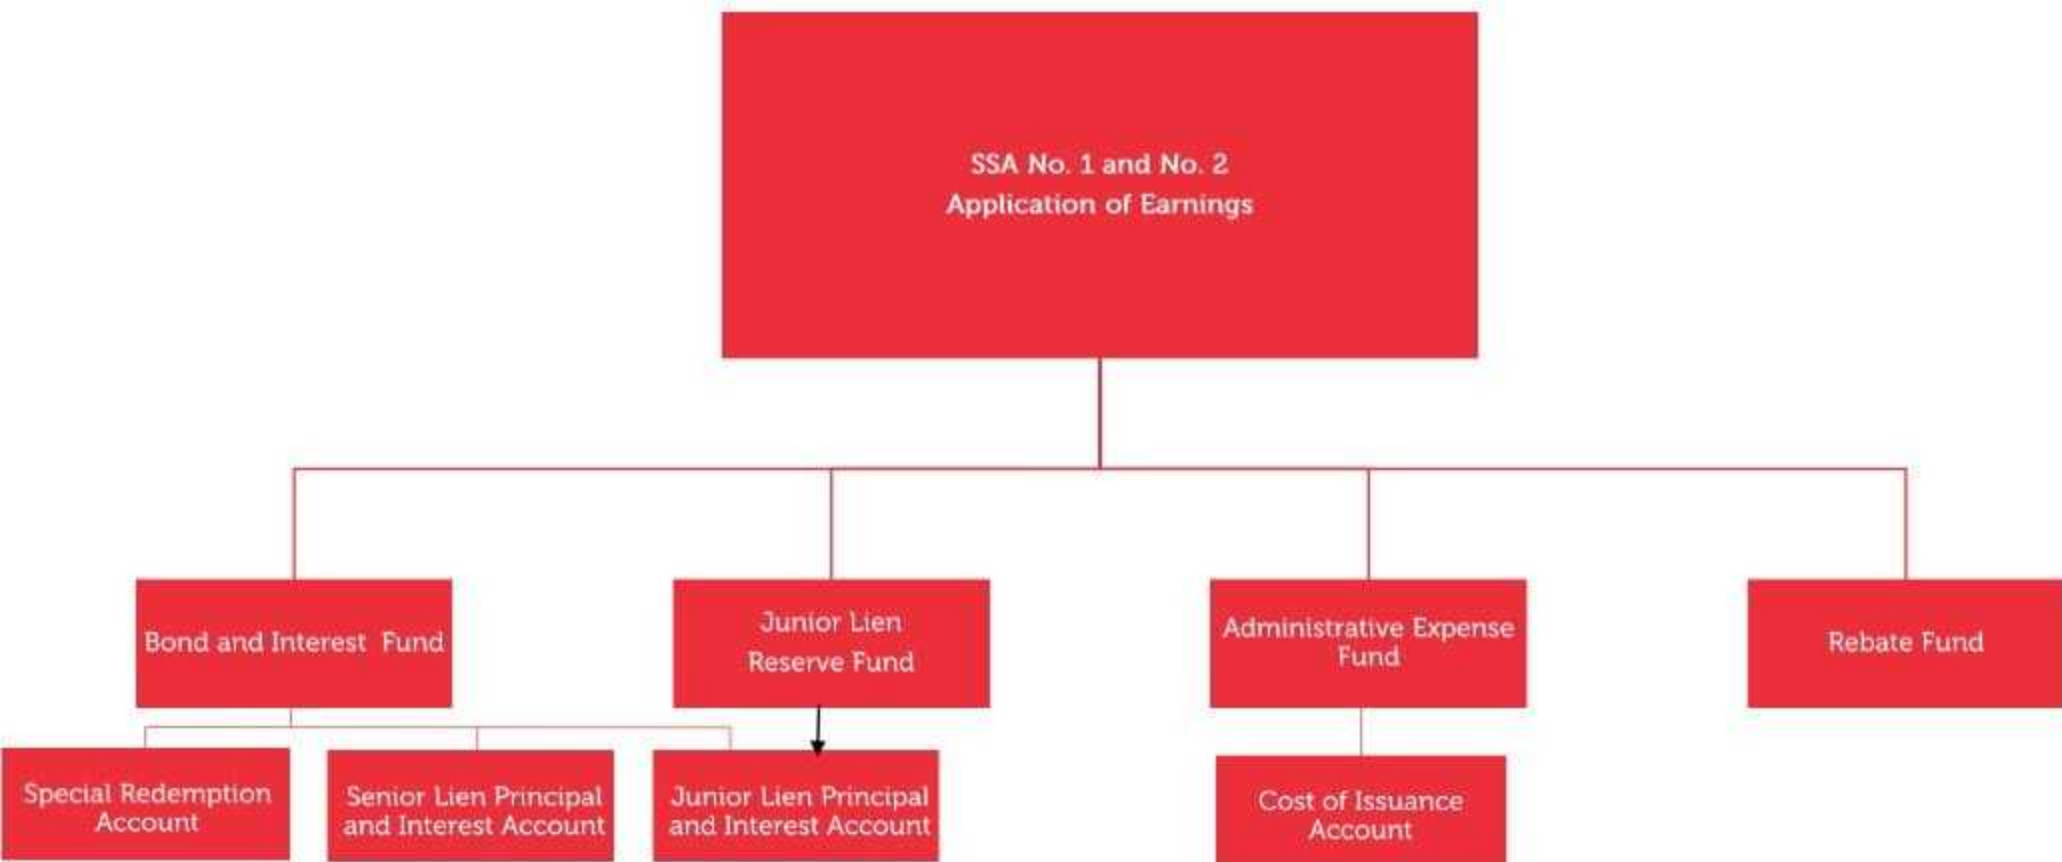 SSA No. 1 and No. 2
Application of Earnings
Bond and Interest Fund
Junior Lien
Reserve Fund
Administrative Expense
Fund
Rebate Fund
Special Redemption
Account
Senior Lien Principal
and Interest Account
Junior Lien Principal
and Interest Account
Cost of Issuance
Account